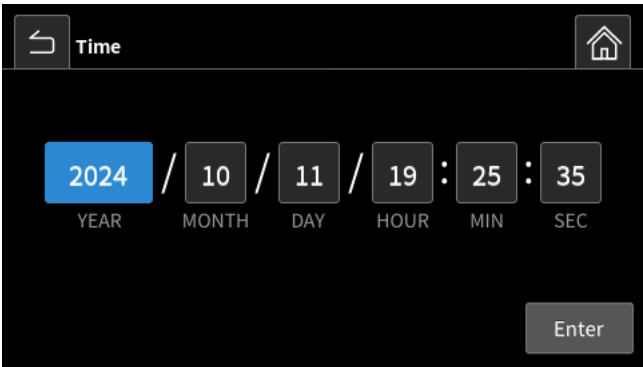 Time
2024 / 10 / 11 / 19 : 25 : 35
YEAR MONTH DAY HOUR MIN SEC
Enter